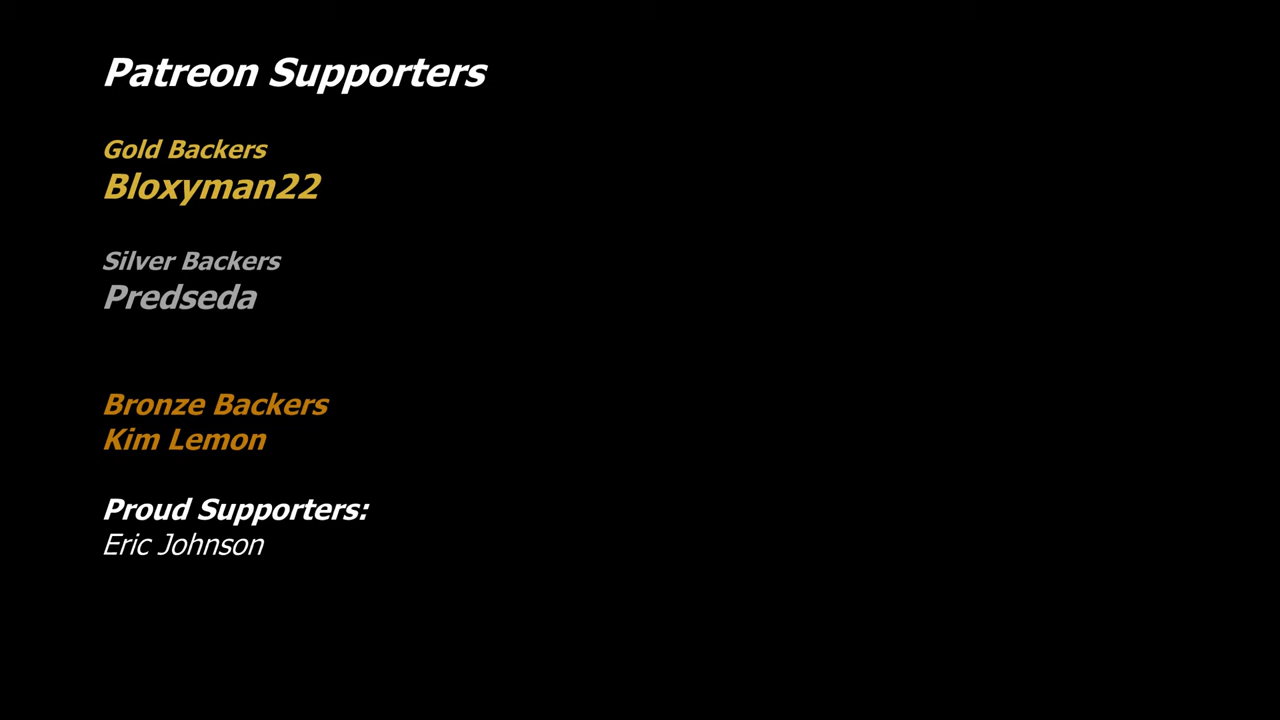 Patreon Supporters
Gold Backers
Bloxyman22
Silver Backers
Predseda
Bronze Backers
Kim Lemon
Proud Supporters:
Eric Johnson